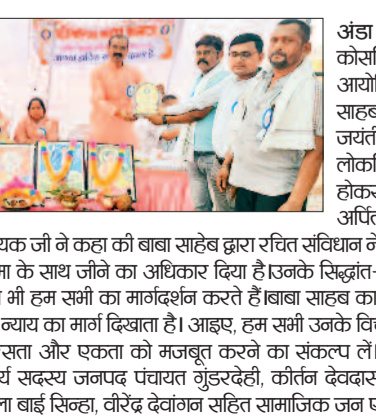 अंडा
कोसि
आयो
साहब
जयंती
लोक
होकर
अर्पित
यक जी ने कहा की बाबा साहेब द्वारा रचित संविधान ने
मा के साथ जीने का अधिकार दिया है।उनके सिद्धांत-
भी हम सभी का मार्गदर्शन करते हैं।बाबा साहब का
न्याय का मार्ग दिखाता है। आइए, हम सभी उनके वि
सता और एकता को मजबूत करने का संकल्प लें।
र्य सदस्य जनपद पंचायत गुंडरदेही, कीर्तन देवदास
ला बाई सिन्हा, वीरेंद्र देवांगन सहित सामाजिक जन ए